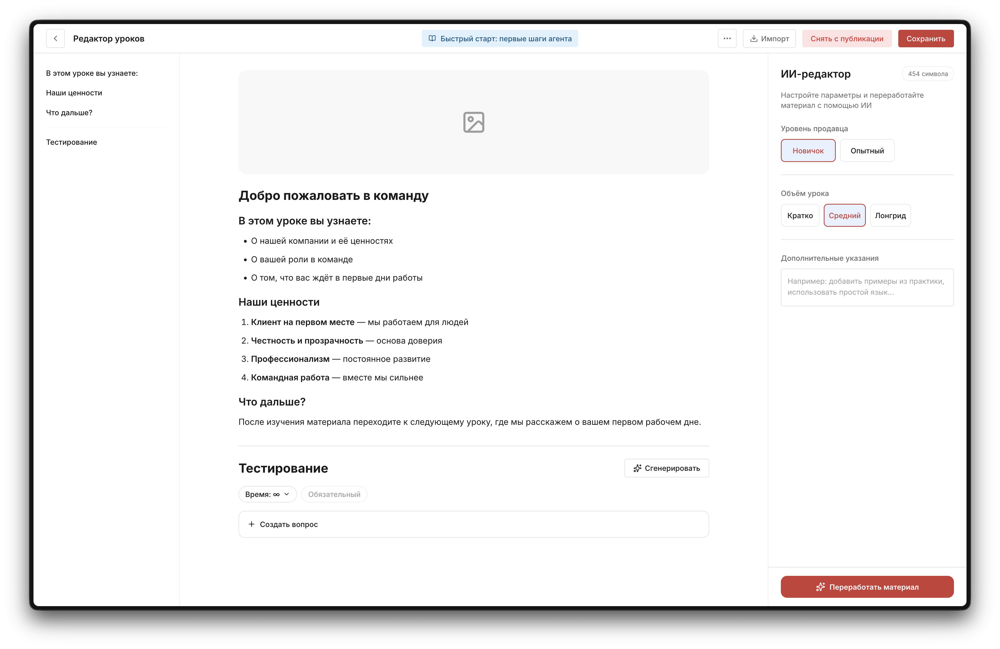 Редактор уроков
Быстрый старт: первые шаги агента
Импорт
Снять с публикации
Сохранить
В этом уроке вы узнаете:
Наши ценности
Что дальше?
Тестирование
Добро пожаловать в команду
В этом уроке вы узнаете:
• О нашей компании и её ценностях
• О вашей роли в команде
• О том, что вас ждёт в первые дни работы
Наши ценности
1. Клиент на первом месте — мы работаем для людей
2. Честность и прозрачность — основа доверия
3. Профессионализм — постоянное развитие
4. Командная работа — вместе мы сильнее
Что дальше?
После изучения материала переходите к следующему уроку, где мы расскажем о вашем первом рабочем дне.
Тестирование
Сгенерировать
Время: ∞
Обязательный
+ Создать вопрос
ИИ-редактор
454 символа
Настройте параметры и переработайте
материал с помощью ИИ
Уровень продавца
Новичок
Опытный
Объём урока
Кратко
Средний
Лонгрид
Дополнительные указания
Например: добавить примеры из практики,
использовать простой язык...
Переработать материал